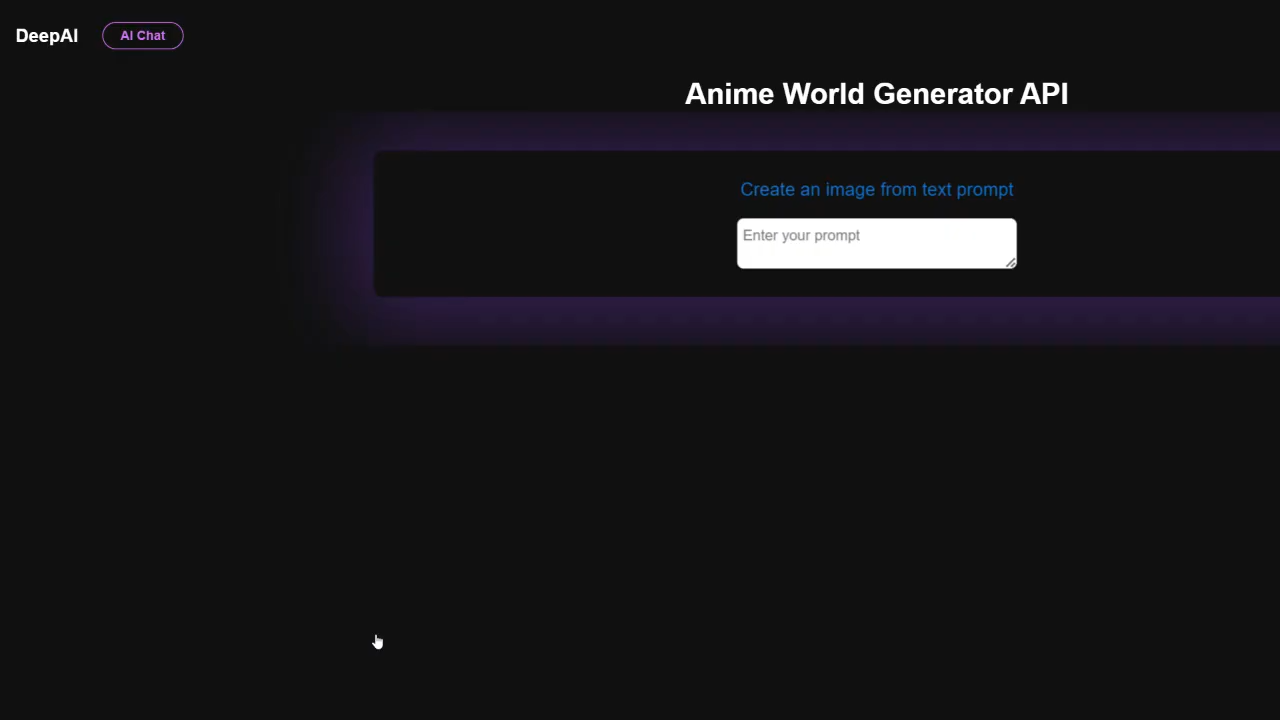 DeepAI
AI Chat
Anime World Generator API
Create an image from text prompt
Enter your prompt